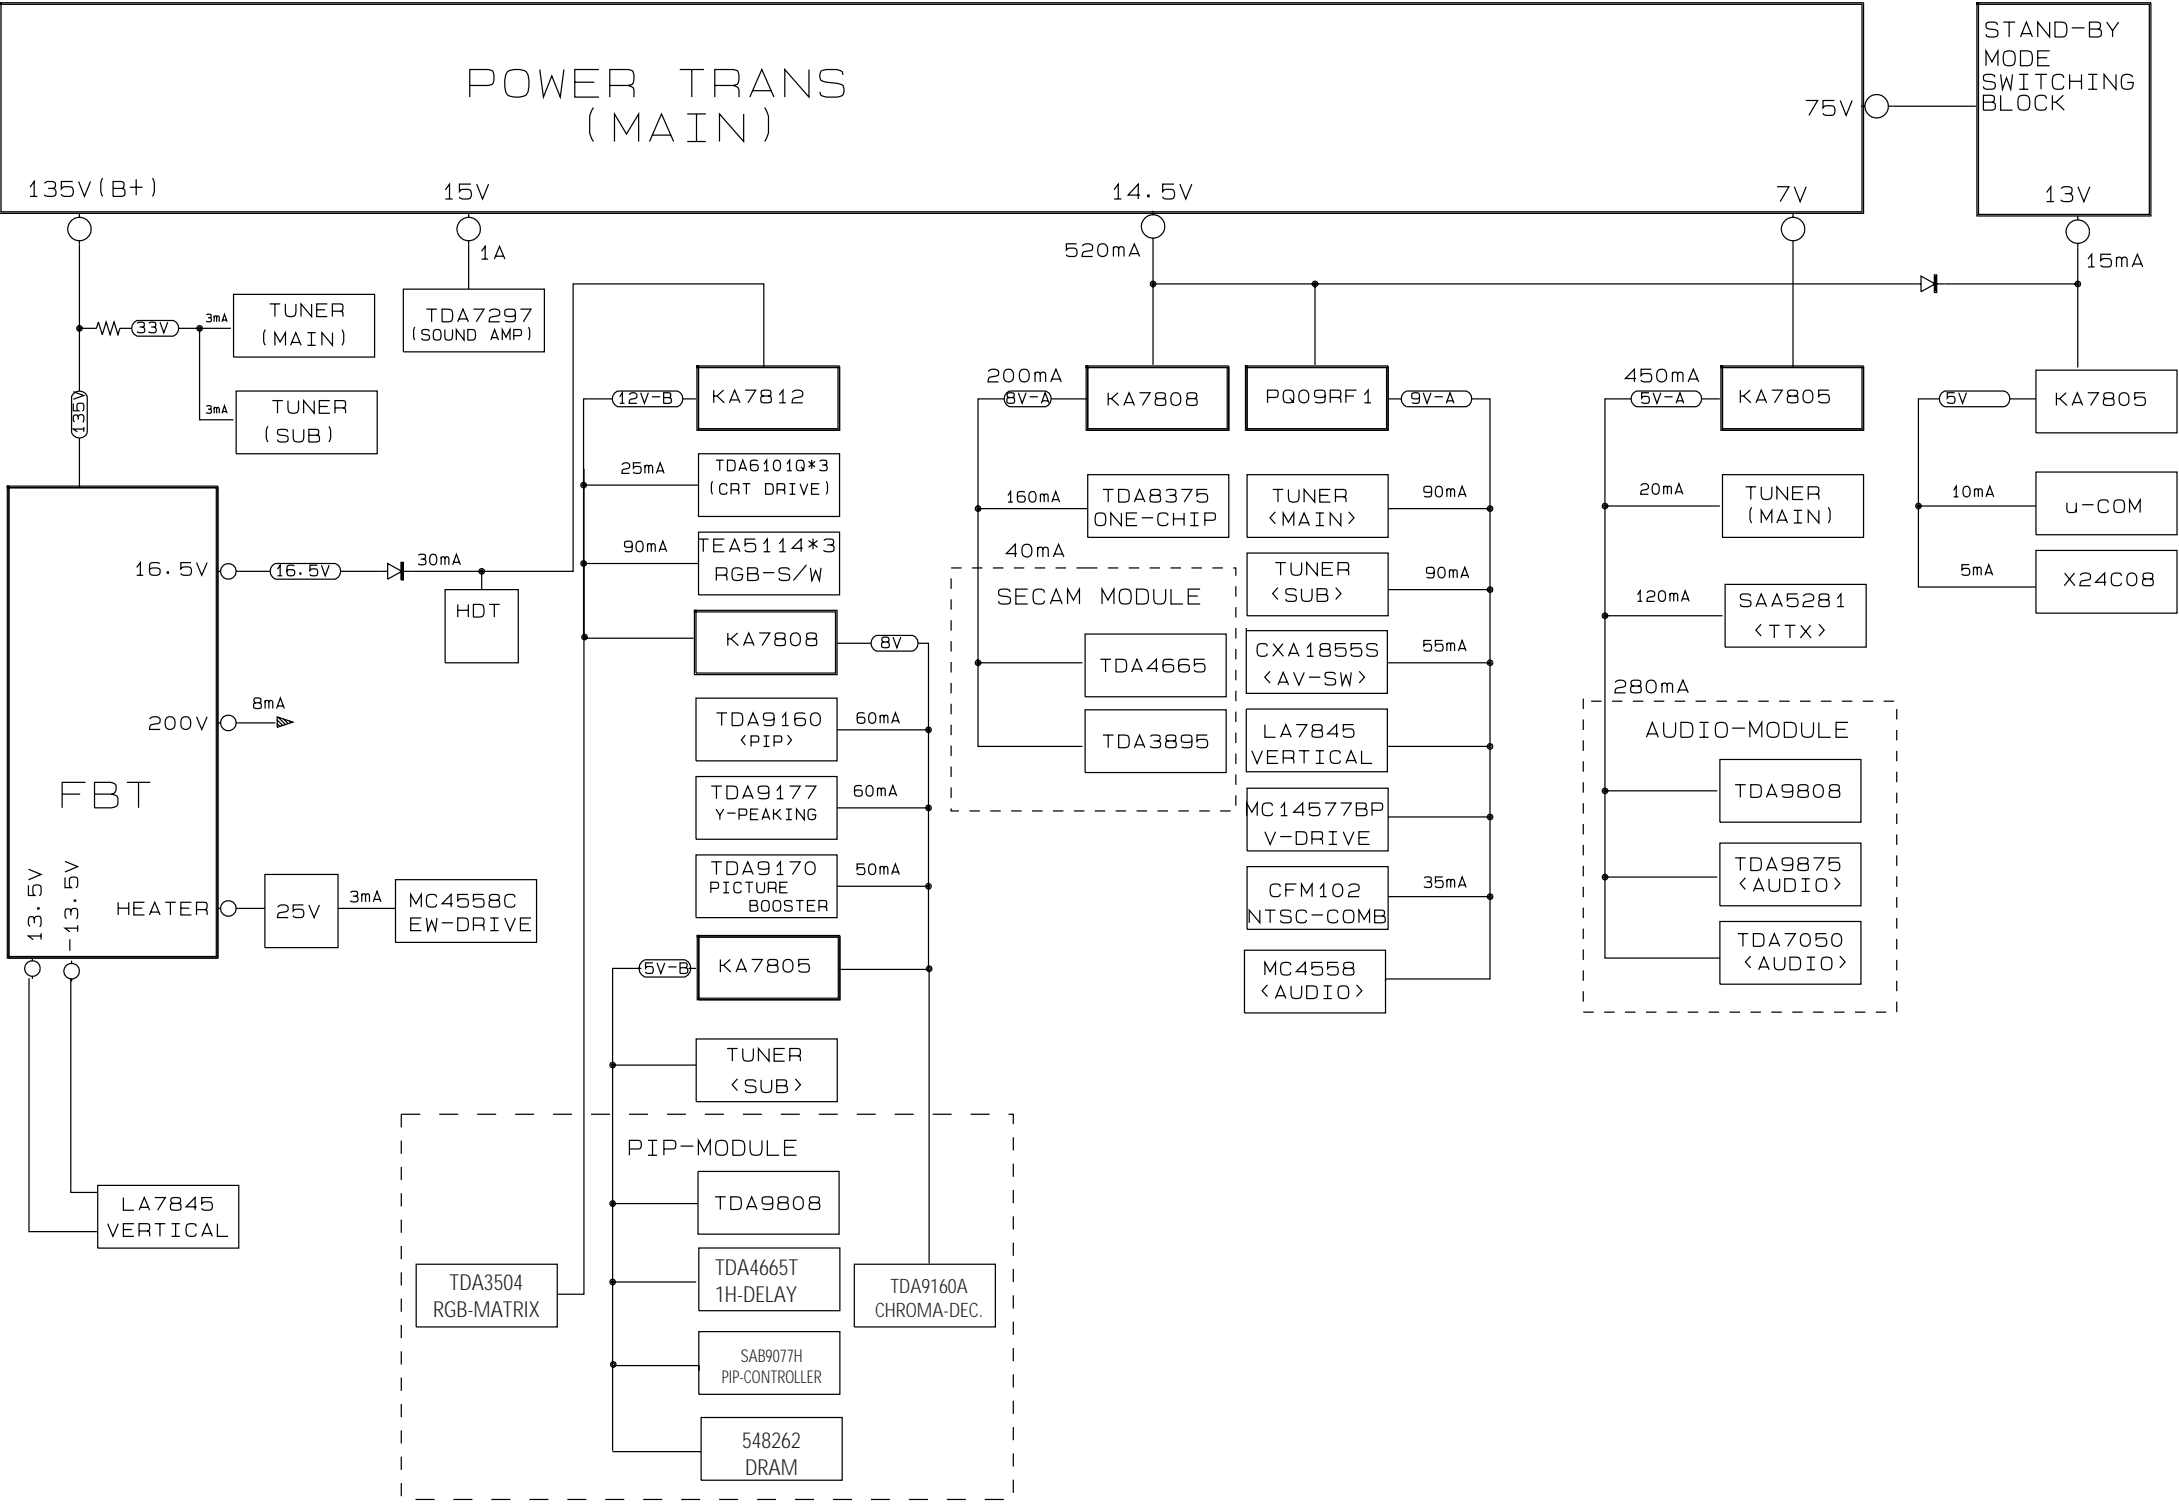 POWER TRANS
(MAIN)
135V(B+)
15V
14.5V
7V
75V
STAND-BY
MODE
SWITCHING
BLOCK
13V
1A
520mA
15mA
33V
3mA
TUNER
(MAIN)
3mA
TUNER
(SUB)
135V
TDA7297
(SOUND AMP)
FBT
16.5V
16.5V
30mA
HDT
200V
8mA
HEATER
25V
3mA
MC4558C
EW-DRIVE
13.5V
-13.5V
LA7845
VERTICAL
12V-B
KA7812
25mA
TDA6101Q*3
(CRT DRIVE)
90mA
TEA5114*3
RGB-S/W
KA7808
8V
TDA9160
<PIP>
60mA
TDA9177
Y-PEAKING
60mA
TDA9170
PICTURE
BOOSTER
50mA
5V-B
KA7805
TUNER
<SUB>
PIP-MODULE
TDA9808
TDA4665T
1H-DELAY
SAB9077H
PIP-CONTROLLER
548262
DRAM
TDA3504
RGB-MATRIX
TDA9160A
CHROMA-DEC.
200mA
8V-A
KA7808
160mA
TDA8375
ONE-CHIP
40mA
SECAM MODULE
TDA4665
TDA3895
PQ09RF1
9V-A
TUNER
<MAIN>
90mA
TUNER
<SUB>
90mA
CXA1855S
<AV-SW>
55mA
LA7845
VERTICAL
MC14577BP
V-DRIVE
CFM102
NTSC-COMB
35mA
MC4558
<AUDIO>
450mA
5V-A
KA7805
20mA
TUNER
(MAIN)
120mA
SAA5281
<TTX>
280mA
AUDIO-MODULE
TDA9808
TDA9875
<AUDIO>
TDA7050
<AUDIO>
5V
KA7805
10mA
u-COM
5mA
X24C08